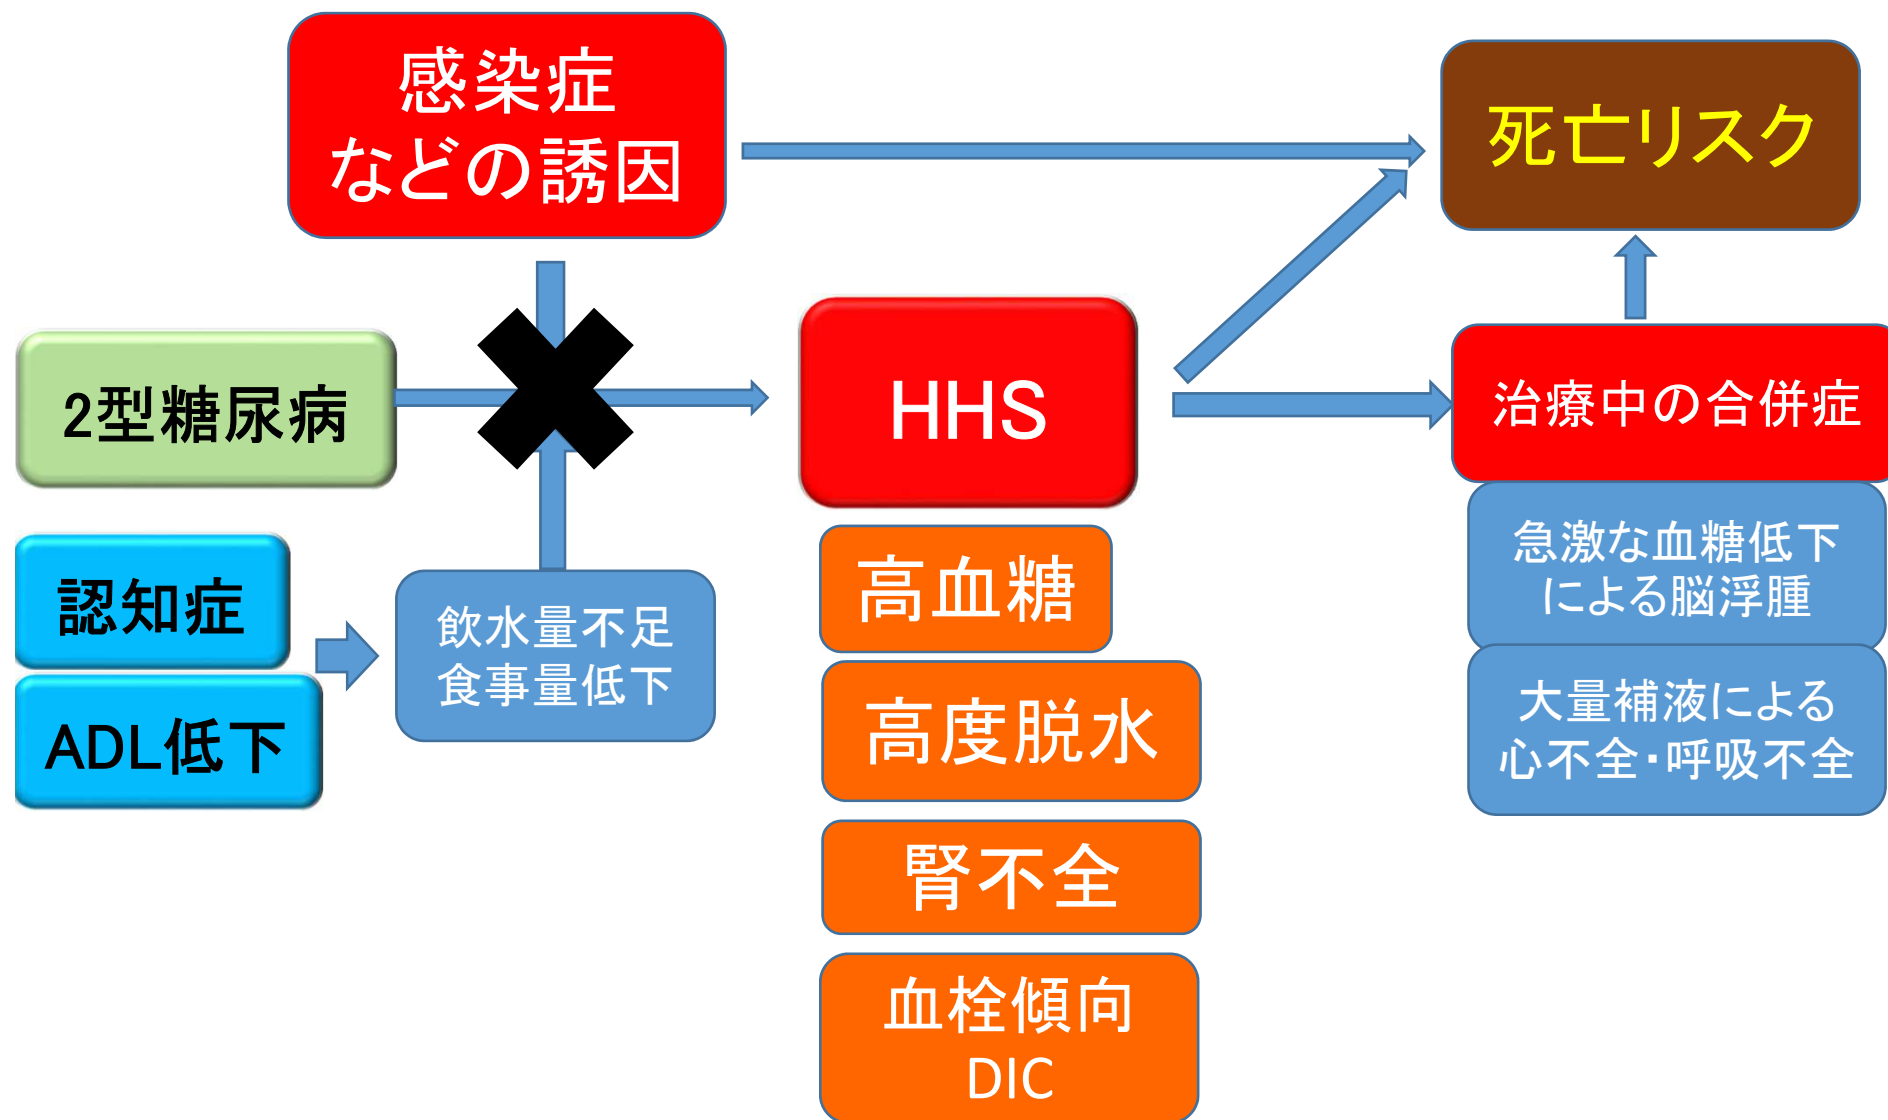 感染症
などの誘因
死亡リスク
2型糖尿病
HHS
治療中の合併症
認知症
ADL低下
飲水量不足
食事量低下
高血糖
高度脱水
腎不全
血栓傾向
DIC
急激な血糖低下
による脳浮腫
大量補液による
心不全・呼吸不全